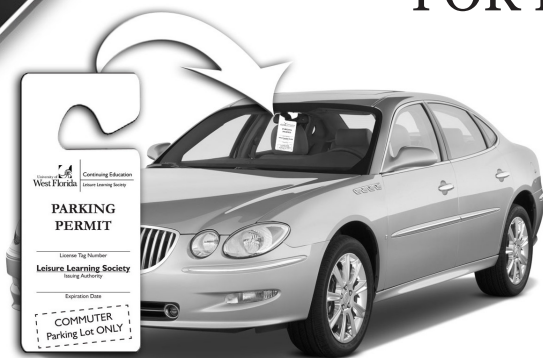 FOR
University of
West Florida
Continuing Education
Leisure Learning Society
PARKING
PERMIT
License Tag Number
Leisure Learning Society
Issuing Authority
Expiration Date
COMMUTER
Parking Lot ONLY